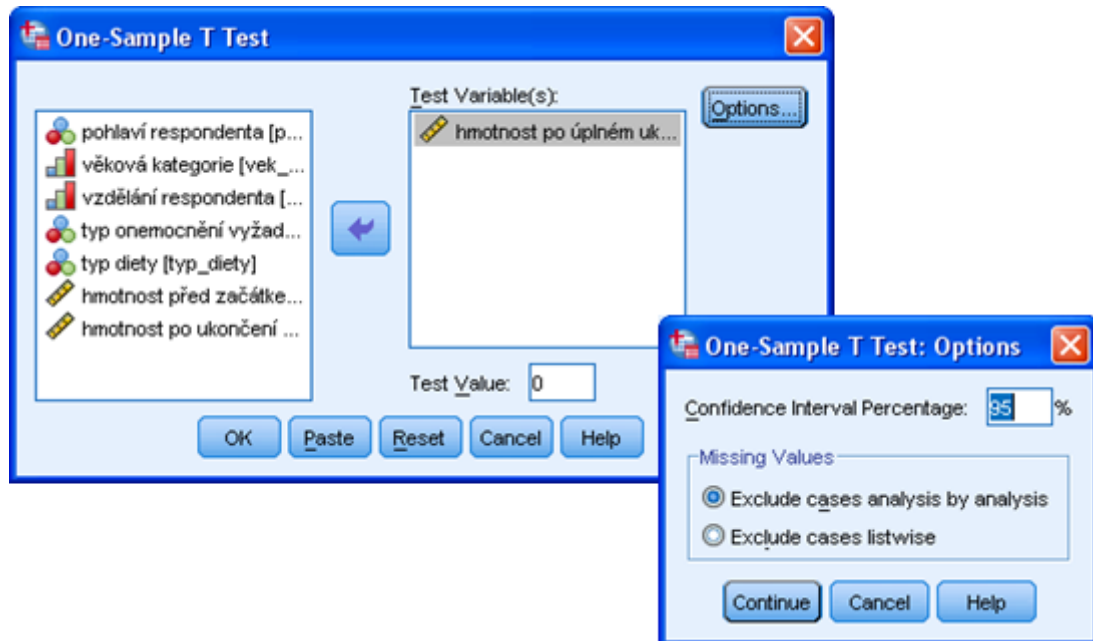 One-Sample T Test
Test Variable(s):
pohlaví respondenta [p...
věková kategorie [vek_...
vzdělání respondenta [...
typ onemocnění vyžad...
typ diety [typ_diety]
hmotnost před začátke...
hmotnost po ukončení ...
hmotnost po úplném uk...
Options...
Test Value: 0
OK Paste Reset Cancel Help
One-Sample T Test: Options
Confidence Interval Percentage: 95 %
Missing Values
Exclude cases analysis by analysis
Exclude cases listwise
Continue Cancel Help